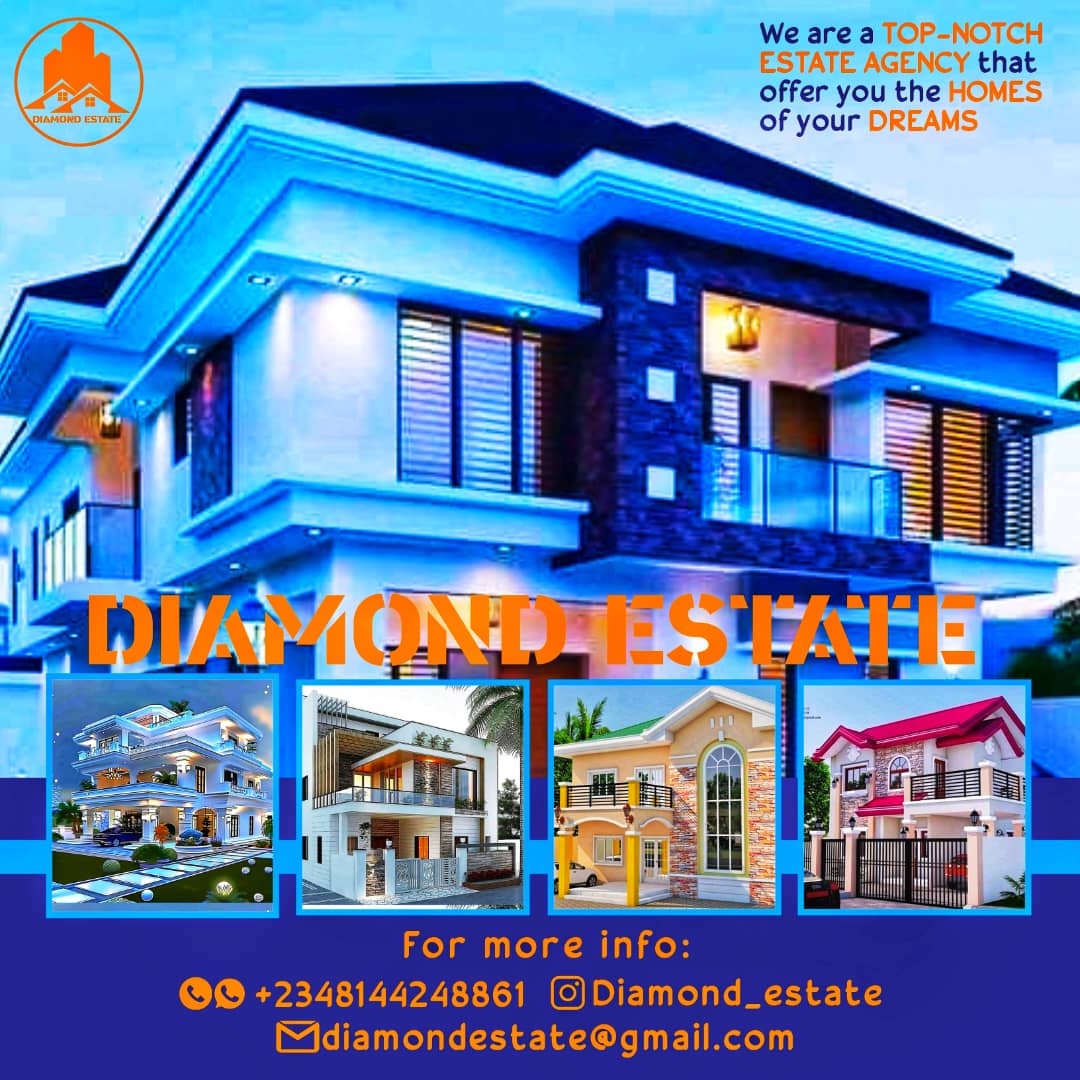 DIAMOND ESTATE
We are a TOP-NOTCH
ESTATE AGENCY that
offer you the HOMES
of your DREAMS
DIAMOND ESTATE
For more info:
+2348144248861 Diamond_estate
diamondestate@gmail.com